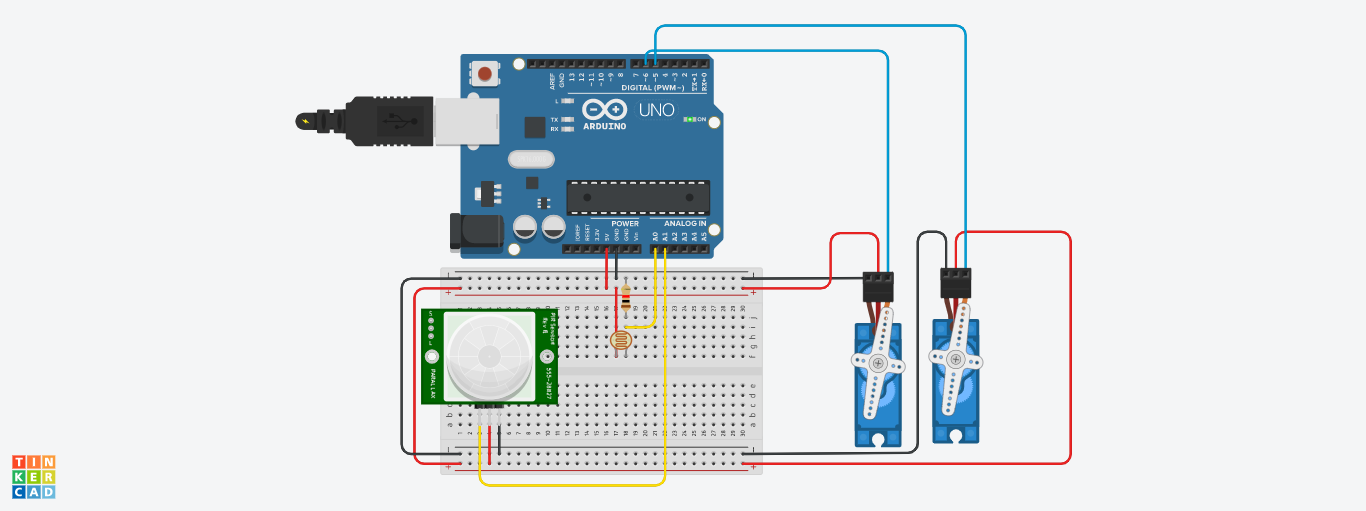 AREF
GND
13
12
~11
~10
~9
8
7
~6
~5
4
~3
2
TX→1
RX←0
DIGITAL (PWM~)
L
TX
RX
ARDUINO
UNO
ON
POWER
ANALOG IN
IOREF
RESET
3.3V
5V
GND
GND
Vin
A0
A1
A2
A3
A4
A5
PIR Sensor
Rev B
555-28027
PARALLAX
j
i
h
g
f
e
d
c
b
a
TIN
KER
CAD